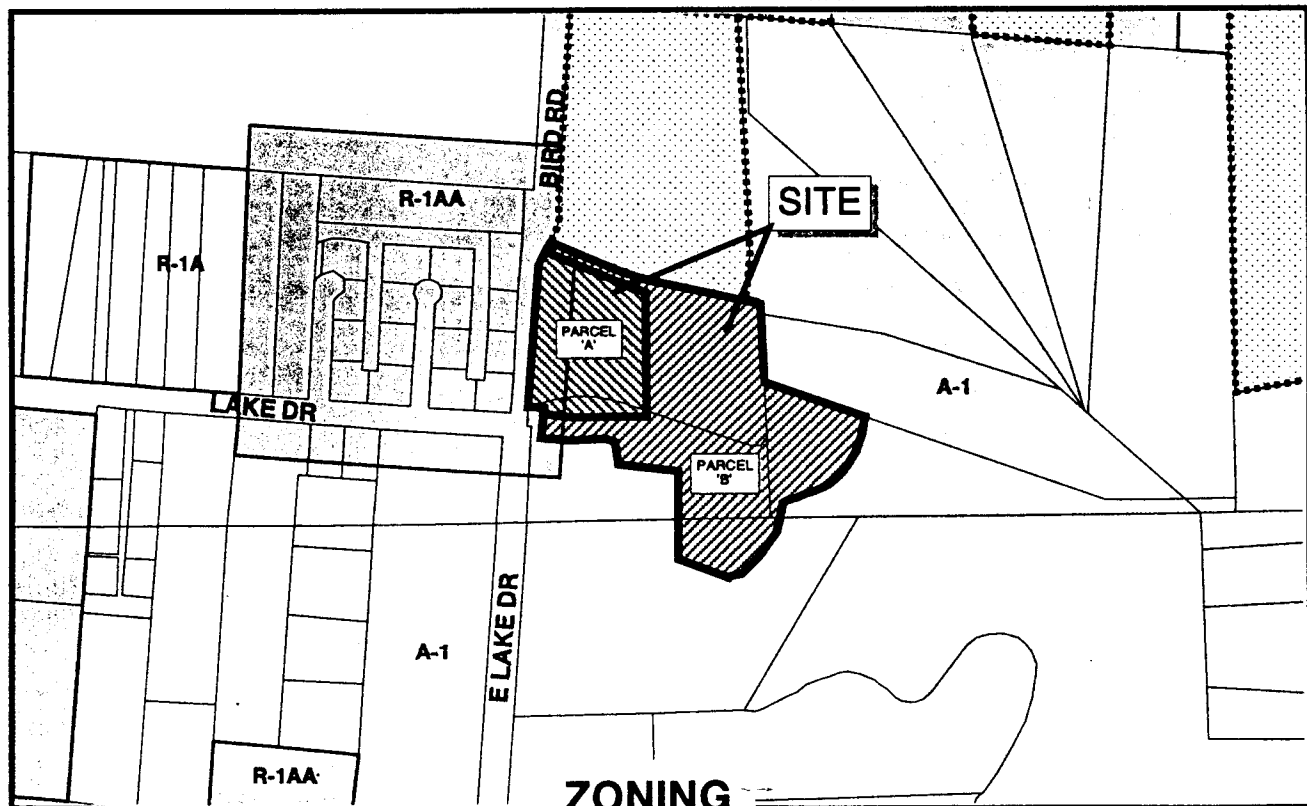 BIRD RD
R-1AA
SITE
R-1A
PARCEL
'A'
A-1
LAKE DR
PARCEL
'B'
E LAKE DR
A-1
R-1AA
ZONING